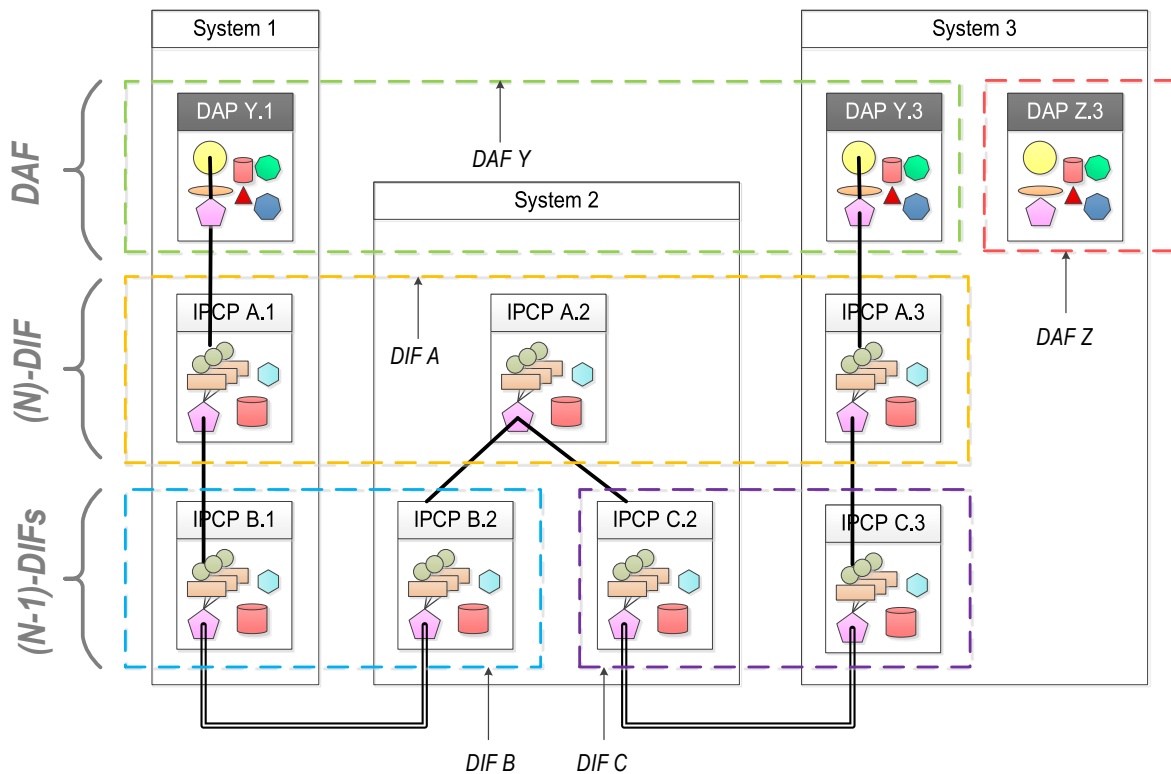 System 1
System 3
DAF
DAP Y.1
DAP Y.3
DAP Z.3
DAF Y
System 2
DAF Z
(N)-DIF
IPCP A.1
IPCP A.2
IPCP A.3
DIF A
(N-1)-DIFs
IPCP B.1
IPCP B.2
IPCP C.2
IPCP C.3
DIF B
DIF C